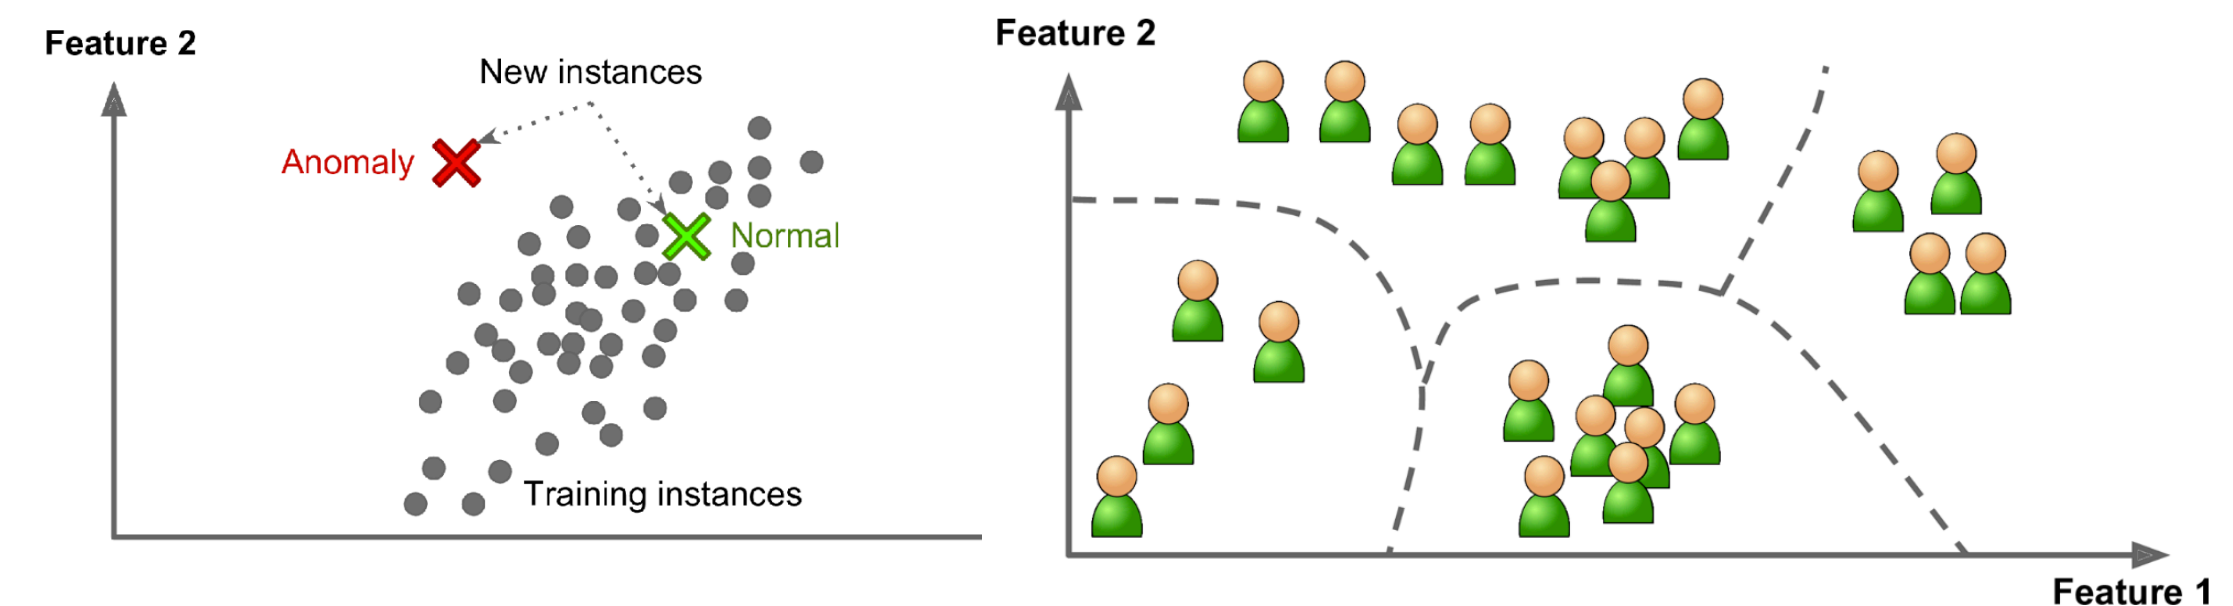 Feature 2
New instances
Anomaly
Normal
Training instances
Feature 2
Feature 1